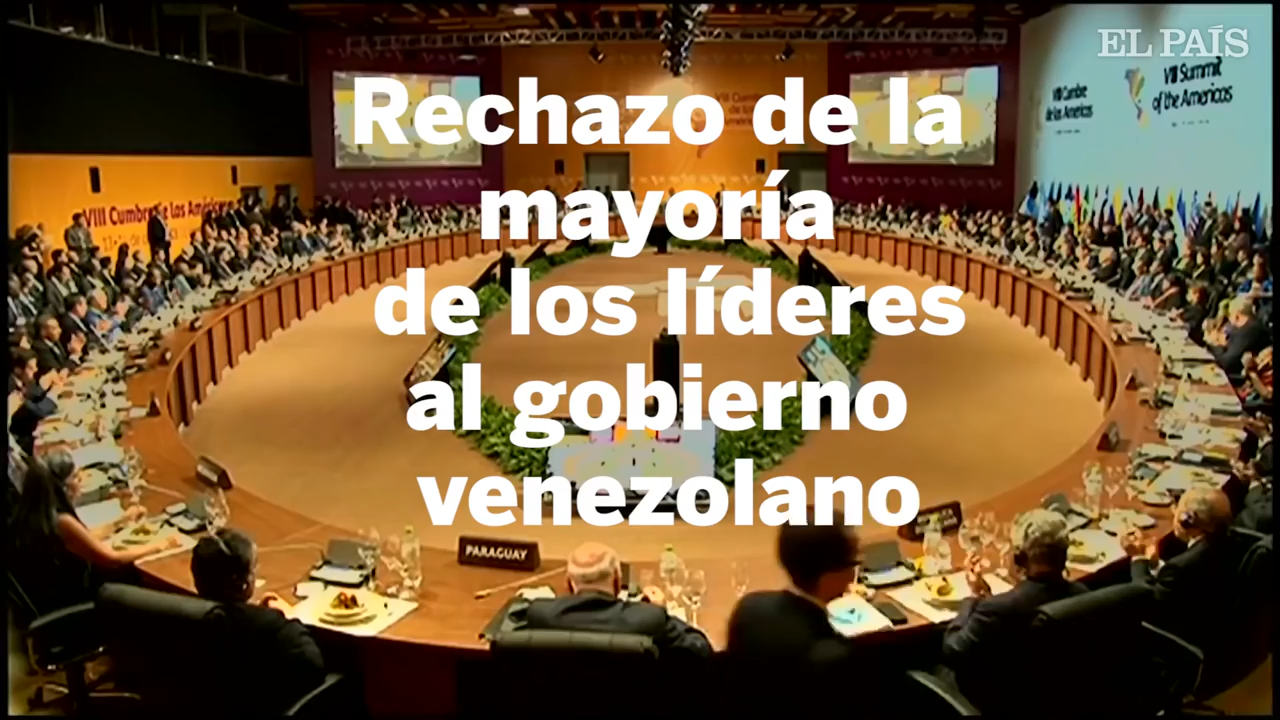 EL PAÍS
Rechazo de la
mayoría
de los líderes
al gobierno
venezolano
VIII Cumbre
de las Américas
VIII Summit
of the Americas
VIII Cumbre de las Américas
PARAGUAY